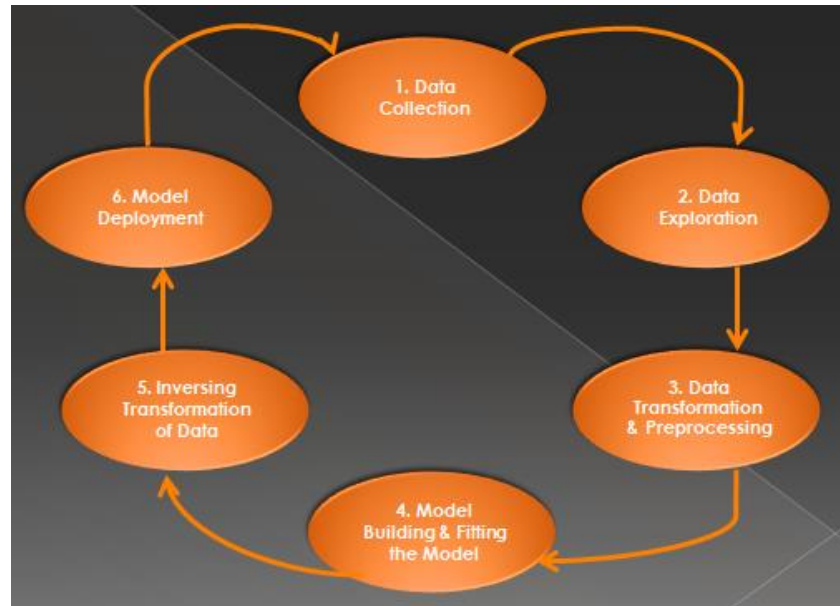 1. Data
Collection
2. Data
Exploration
3. Data
Transformation
& Preprocessing
4. Model
Building & Fitting
the Model
5. Inversing
Transformation
of Data
6. Model
Deployment